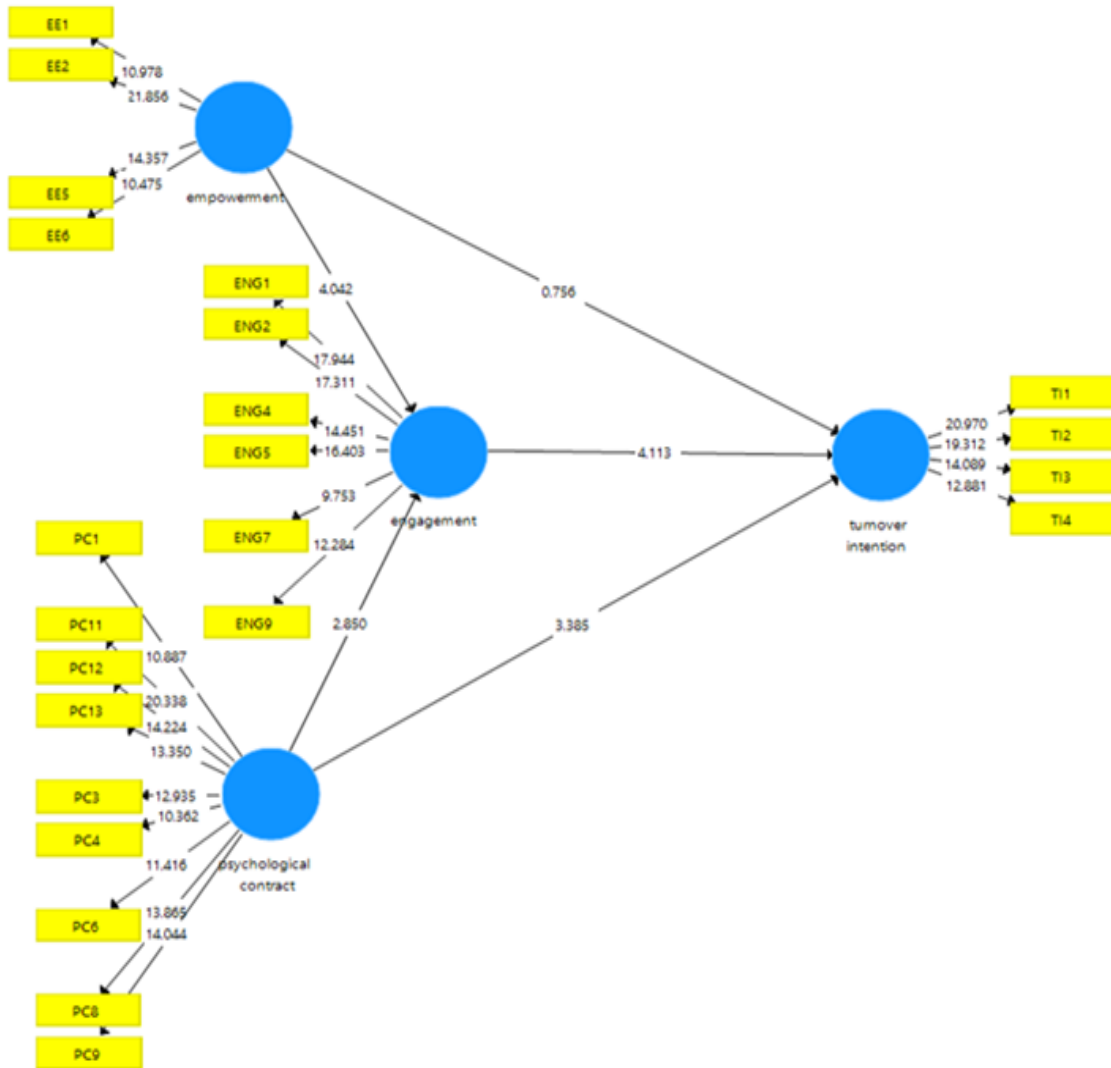 EE1
10.978
EE2
21.856
14.357
EE5
10.475
empowerment
EE6
ENG1
4.042
0.756
ENG2
17.944
17.311
ENG4
14.451
ENG5
16.403
4.113
9.753
engagement
ENG7
12.284
ENG9
2.850
3.385
TI1
20.970
TI2
19.312
14.089
TI3
12.881
TI4
turnover
intention
PC1
PC11
10.887
PC12
20.338
PC13
14.224
13.350
PC3
12.935
10.362
PC4
psychological
contract
11.416
13.865
PC6
14.044
PC8
PC9